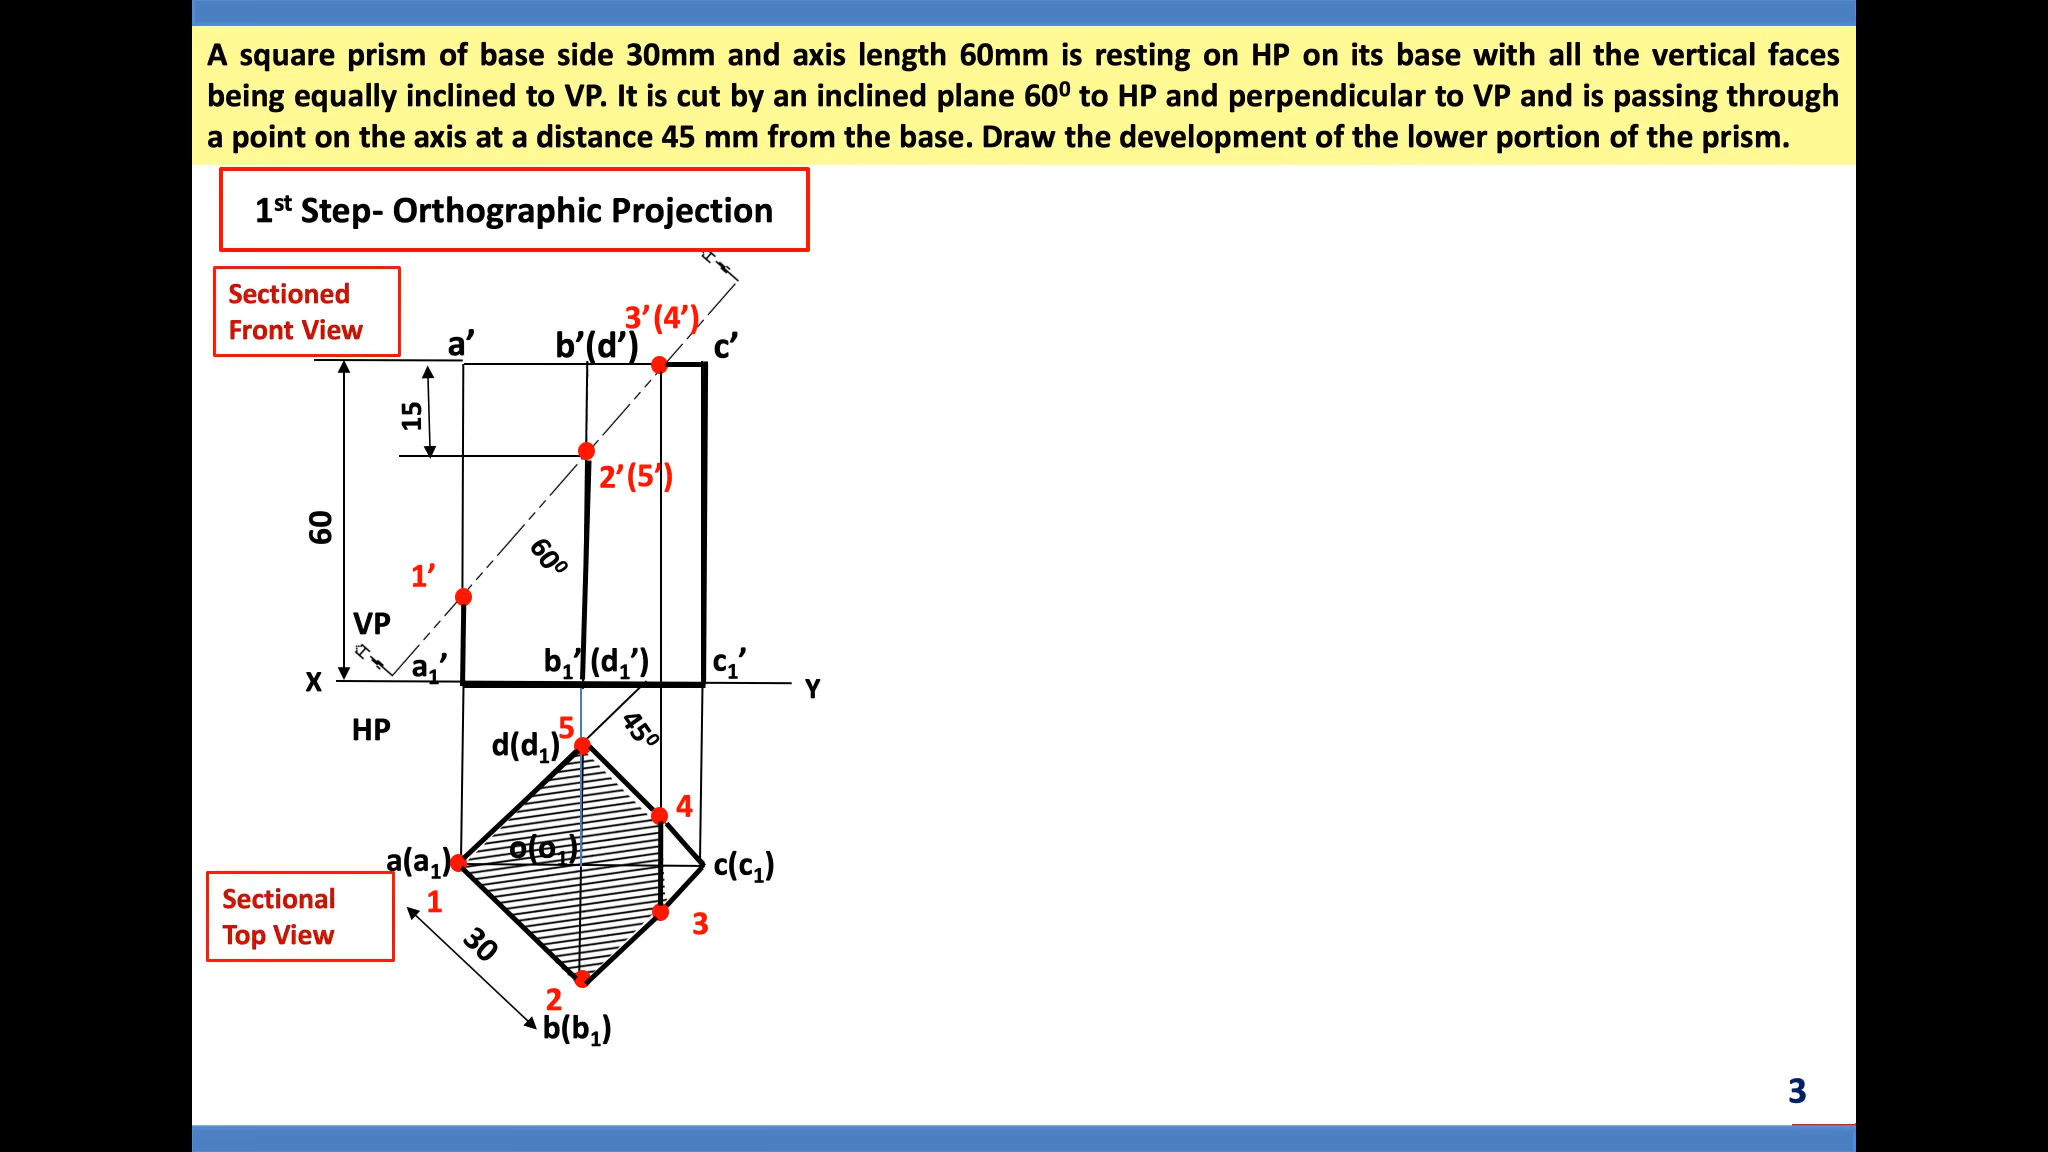 A square prism of base side 30mm and axis length 60mm is resting on HP on its base with all the vertical faces
being equally inclined to VP. It is cut by an inclined plane 60⁰ to HP and perpendicular to VP and is passing through
a point on the axis at a distance 45 mm from the base. Draw the development of the lower portion of the prism.
1st Step- Orthographic Projection
Sectioned
Front View
3’(4’)
a’
b’(d’)
c’
15
2’(5’)
60
60⁰
1’
VP
a₁’
b₁’(d₁’)
c₁’
X
Y
HP
5
45⁰
d(d₁)
4
o(o₁)
a(a₁)
c(c₁)
Sectional
Top View
1
3
30
2
b(b₁)
3